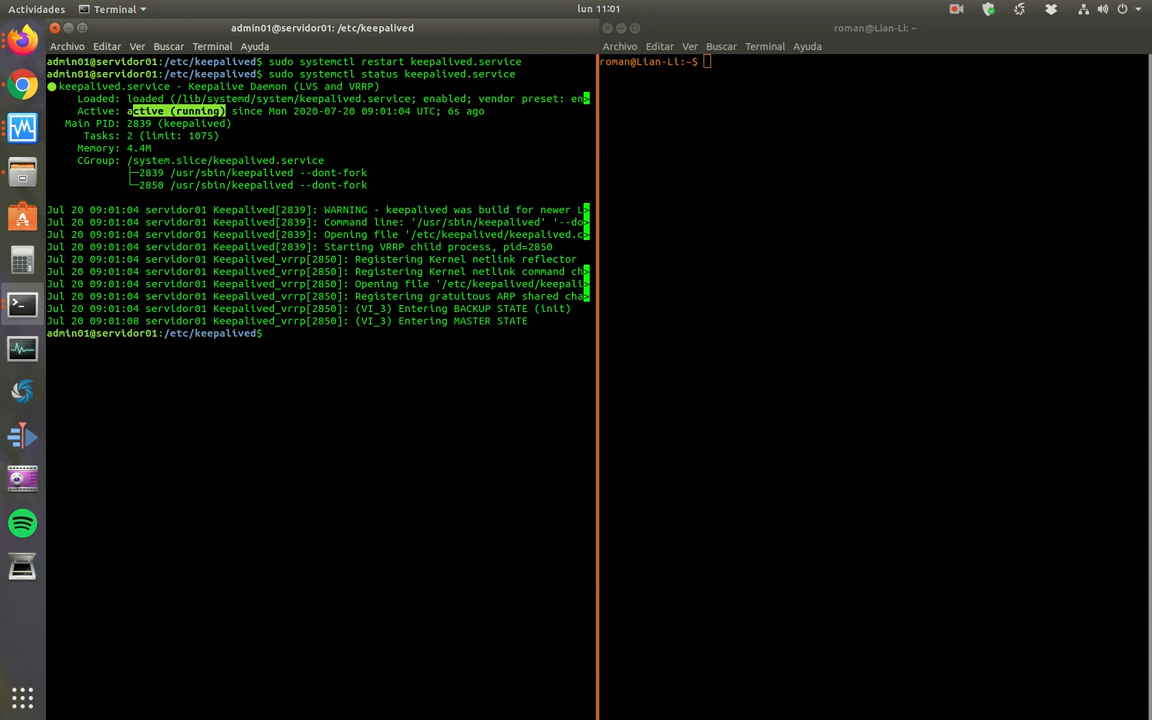 Actividades Terminal lun 11:01
admin01@servidor01: /etc/keepalived
Archivo Editar Ver Buscar Terminal Ayuda
admin01@servidor01:/etc/keepalived$ sudo systemctl restart keepalived.service
admin01@servidor01:/etc/keepalived$ sudo systemctl status keepalived.service
● keepalived.service - Keepalive Daemon (LVS and VRRP)
Loaded: loaded (/lib/systemd/system/keepalived.service; enabled; vendor preset: en>
Active: active (running) since Mon 2020-07-20 09:01:04 UTC; 6s ago
Main PID: 2839 (keepalived)
Tasks: 2 (limit: 1075)
Memory: 4.4M
CGroup: /system.slice/keepalived.service
├─2839 /usr/sbin/keepalived --dont-fork
└─2850 /usr/sbin/keepalived --dont-fork
Jul 20 09:01:04 servidor01 Keepalived[2839]: WARNING - keepalived was build for newer L>
Jul 20 09:01:04 servidor01 Keepalived[2839]: Command line: '/usr/sbin/keepalived' '--do>
Jul 20 09:01:04 servidor01 Keepalived[2839]: Opening file '/etc/keepalived/keepalived.c>
Jul 20 09:01:04 servidor01 Keepalived[2839]: Starting VRRP child process, pid=2850
Jul 20 09:01:04 servidor01 Keepalived_vrrp[2850]: Registering Kernel netlink reflector
Jul 20 09:01:04 servidor01 Keepalived_vrrp[2850]: Registering Kernel netlink command ch>
Jul 20 09:01:04 servidor01 Keepalived_vrrp[2850]: Opening file '/etc/keepalived/keepali>
Jul 20 09:01:04 servidor01 Keepalived_vrrp[2850]: Registering gratuitous ARP shared cha>
Jul 20 09:01:04 servidor01 Keepalived_vrrp[2850]: (VI_3) Entering BACKUP STATE (init)
Jul 20 09:01:08 servidor01 Keepalived_vrrp[2850]: (VI_3) Entering MASTER STATE
admin01@servidor01:/etc/keepalived$
roman@Lian-Li: ~
Archivo Editar Ver Buscar Terminal Ayuda
roman@Lian-Li:~$